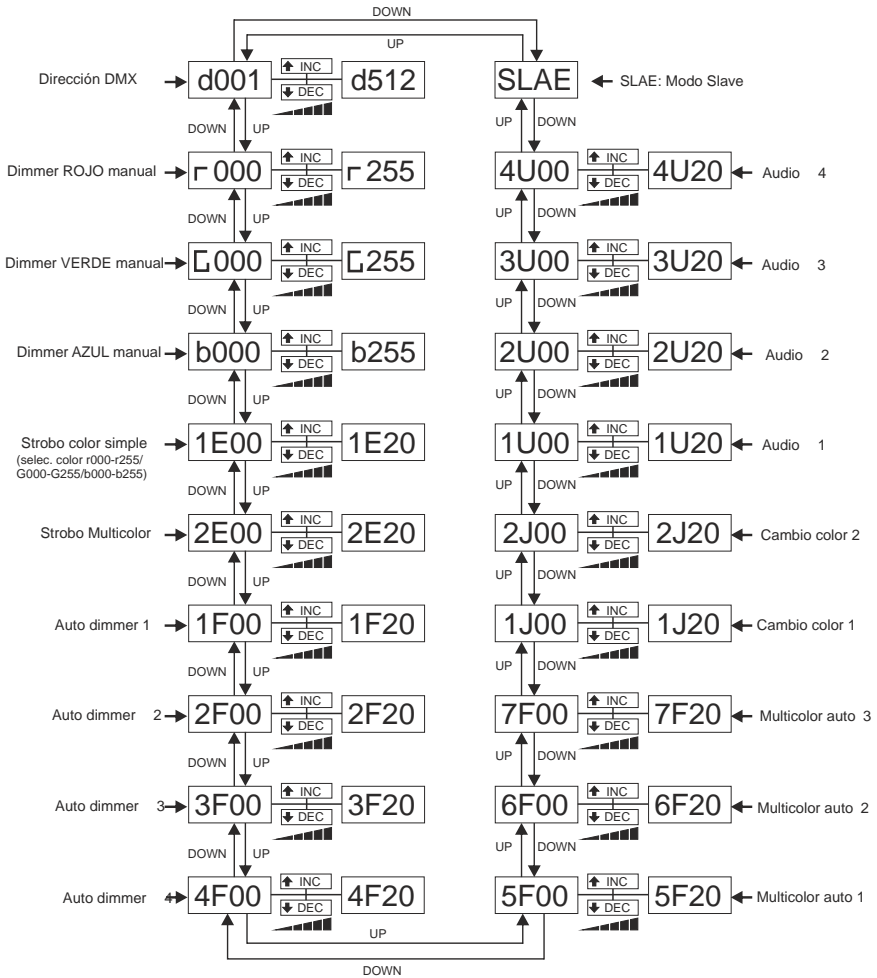 DOWN
UP
Dirección DMX d001 INC DEC d512 SLAE SLAE: Modo Slave
DOWN UP UP DOWN
Dimmer ROJO manual r000 INC DEC r255 4U00 INC DEC 4U20 Audio 4
DOWN UP UP DOWN
Dimmer VERDE manual G000 INC DEC G255 3U00 INC DEC 3U20 Audio 3
DOWN UP UP DOWN
Dimmer AZUL manual b000 INC DEC b255 2U00 INC DEC 2U20 Audio 2
DOWN UP UP DOWN
Strobo color simple 1E00 INC DEC 1E20 1U00 INC DEC 1U20 Audio 1
(selec. color r000-r255/
G000-G255/b000-b255)
DOWN UP UP DOWN
Strobo Multicolor 2E00 INC DEC 2E20 2J00 INC DEC 2J20 Cambio color 2
DOWN UP UP DOWN
Auto dimmer 1 1F00 INC DEC 1F20 1J00 INC DEC 1J20 Cambio color 1
DOWN UP UP DOWN
Auto dimmer 2 2F00 INC DEC 2F20 7F00 INC DEC 7F20 Multicolor auto 3
DOWN UP UP DOWN
Auto dimmer 3 3F00 INC DEC 3F20 6F00 INC DEC 6F20 Multicolor auto 2
DOWN UP UP DOWN
Auto dimmer 4 4F00 INC DEC 4F20 5F00 INC DEC 5F20 Multicolor auto 1
UP
DOWN